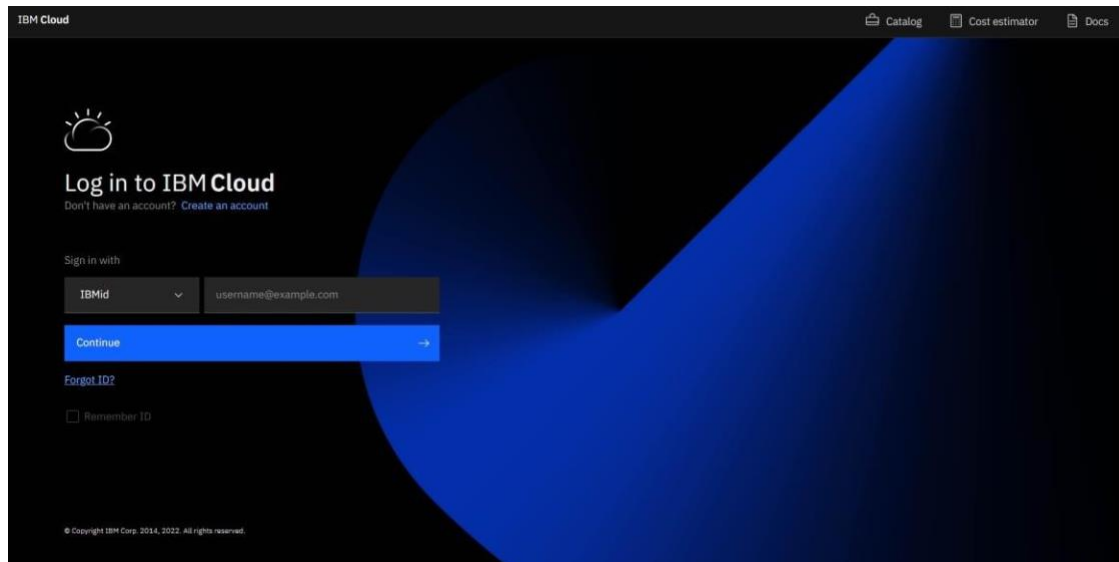 IBM Cloud Catalog Cost estimator Docs
Log in to IBM Cloud
Don't have an account? Create an account
Sign in with
IBMid username@example.com
Continue
Forgot ID?
Remember ID
© Copyright IBM Corp. 2014, 2022. All rights reserved.